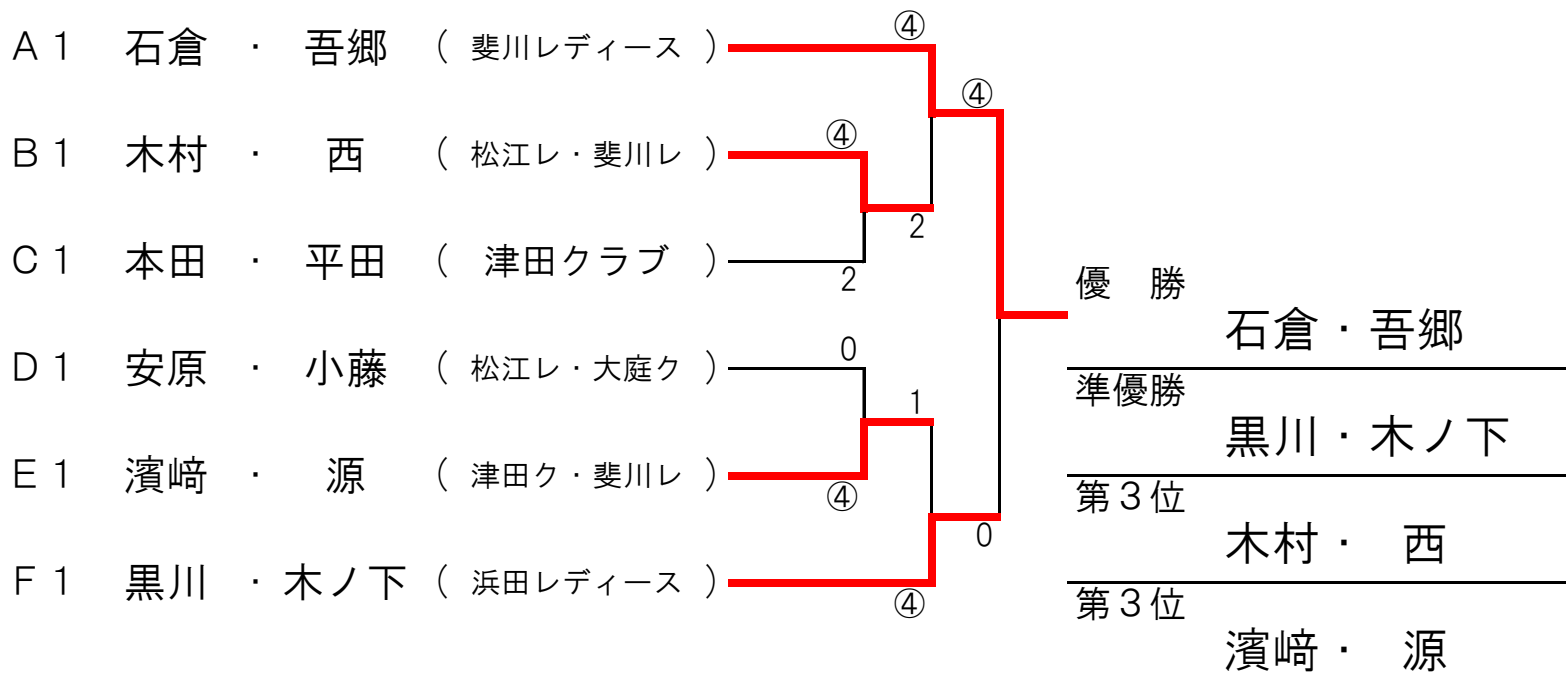 ④
Ａ１ 石倉 ・ 吾郷 （ 斐川レディース ）
④
④
Ｂ１ 木村 ・ 西 （ 松江レ・斐川レ ）
2
Ｃ１ 本田 ・ 平田 （ 津田クラブ ）
2
優　勝
石倉・吾郷
0
Ｄ１ 安原 ・ 小藤 （ 松江レ・大庭ク ）
準優勝
1
黒川・木ノ下
Ｅ１ 濱﨑 ・ 源 （ 津田ク・斐川レ ）
④
第３位
0
木村・　西
Ｆ１ 黒川 ・ 木ノ下 （ 浜田レディース ）
④
第３位
濱﨑・　源